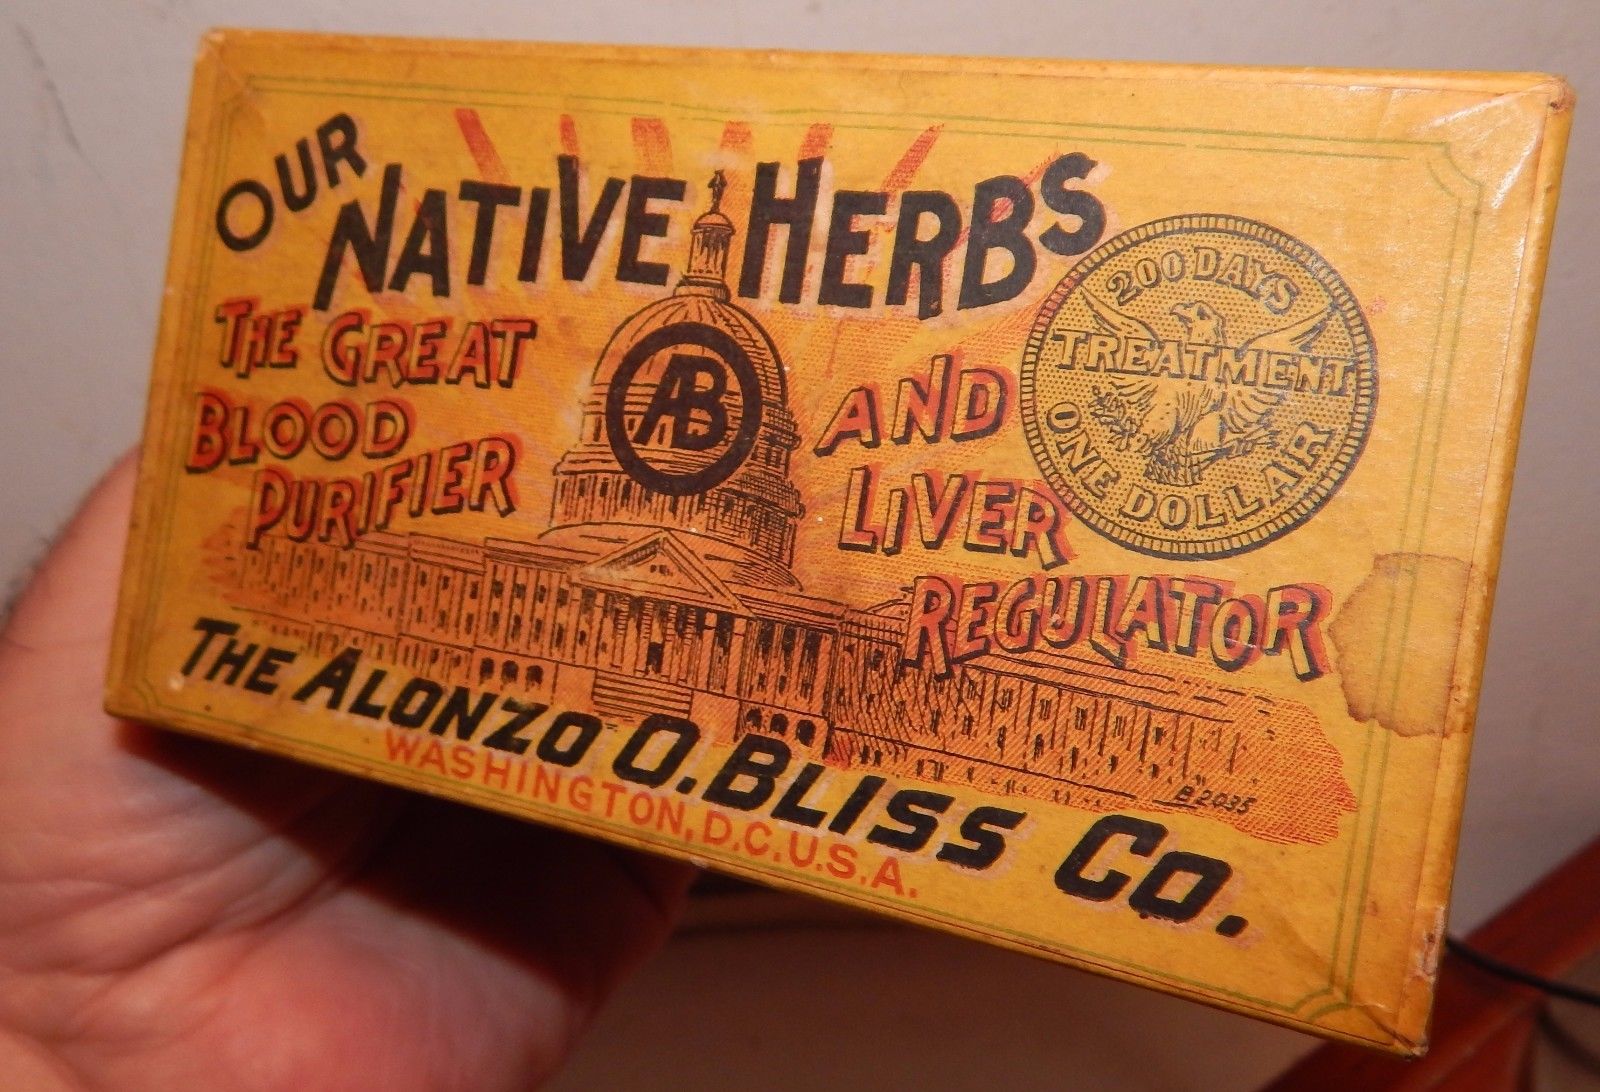 OUR
NATIVE HERBS
THE GREAT
BLOOD
PURIFIER
AB
AND
LIVER
REGULATOR
200 DAYS
TREATMENT
ONE DOLLAR
B2035
THE ALONZO O. BLISS CO.
WASHINGTON, D.C. U.S.A.